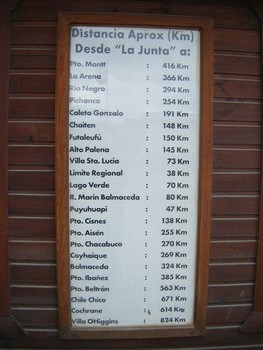 Distancia Aprox (Km)
Desde "La Junta" a:
Pto. Montt : 416 Km
La Arena : 366 Km
Rio Negro : 294 Km
Pichanco : 254 Km
Caleta Gonzalo : 191 Km
Chaiten : 148 Km
Futaleufú : 150 Km
Alto Palena : 145 Km
Villa Sta. Lucia : 73 Km
Limite Regional : 38 Km
Lago Verde : 70 Km
R. Marin Balmaceda : 80 Km
Puyuhuapi : 47 Km
Pto. Cisnes : 138 Km
Pto. Aisén : 255 Km
Pto. Chacabuco : 270 Km
Coyhaique : 269 Km
Balmaceda : 324 Km
Pto. Ibañez : 385 Km
Pto. Beltrán : 563 Km
Chile Chico : 671 Km
Cochrane : 614 Km
Villa OHiggins : 824 Km